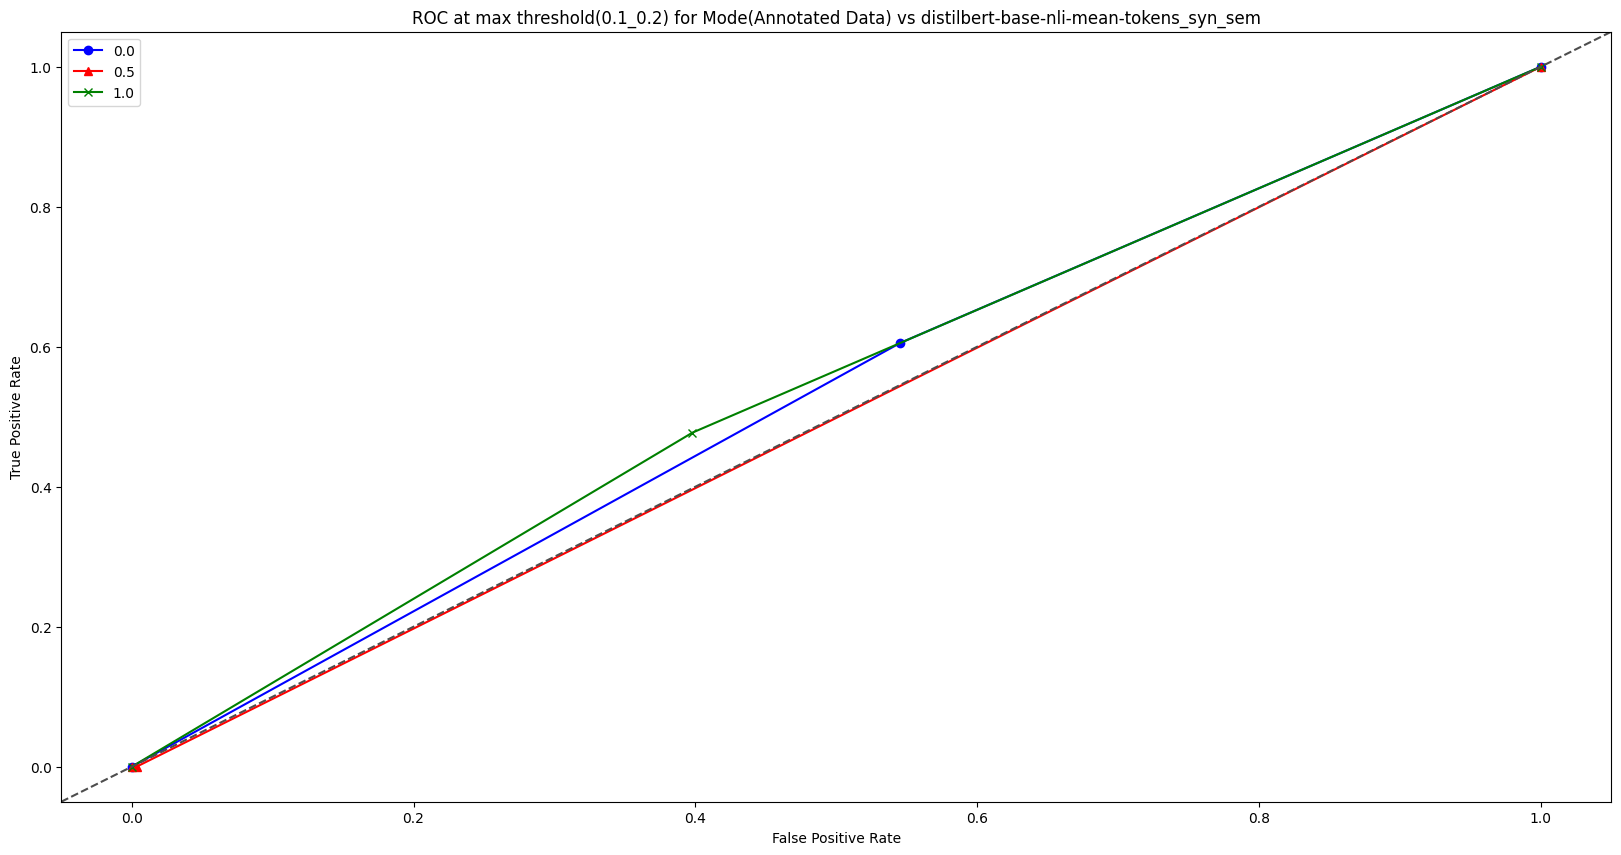 ROC at max threshold(0.1_0.2) for Mode(Annotated Data) vs distilbert-base-nli-mean-tokens_syn_sem
0.0
0.5
1.0
1.0
0.8
0.6
0.4
0.2
0.0
True Positive Rate
0.0 0.2 0.4 0.6 0.8 1.0
False Positive Rate